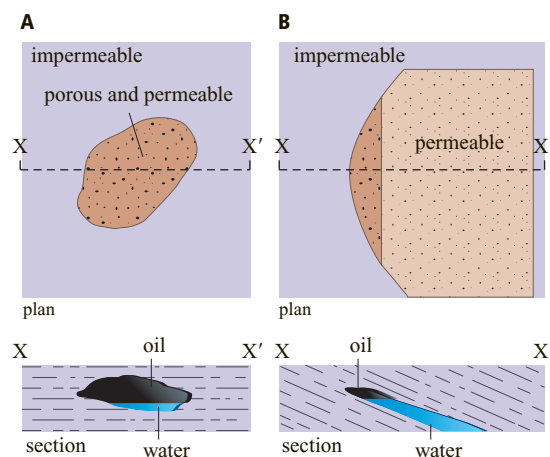 A
impermeable
porous and permeable
X
X′
plan
X
X′
oil
section
water
B
impermeable
permeable
X
X
plan
X
X
oil
section
water